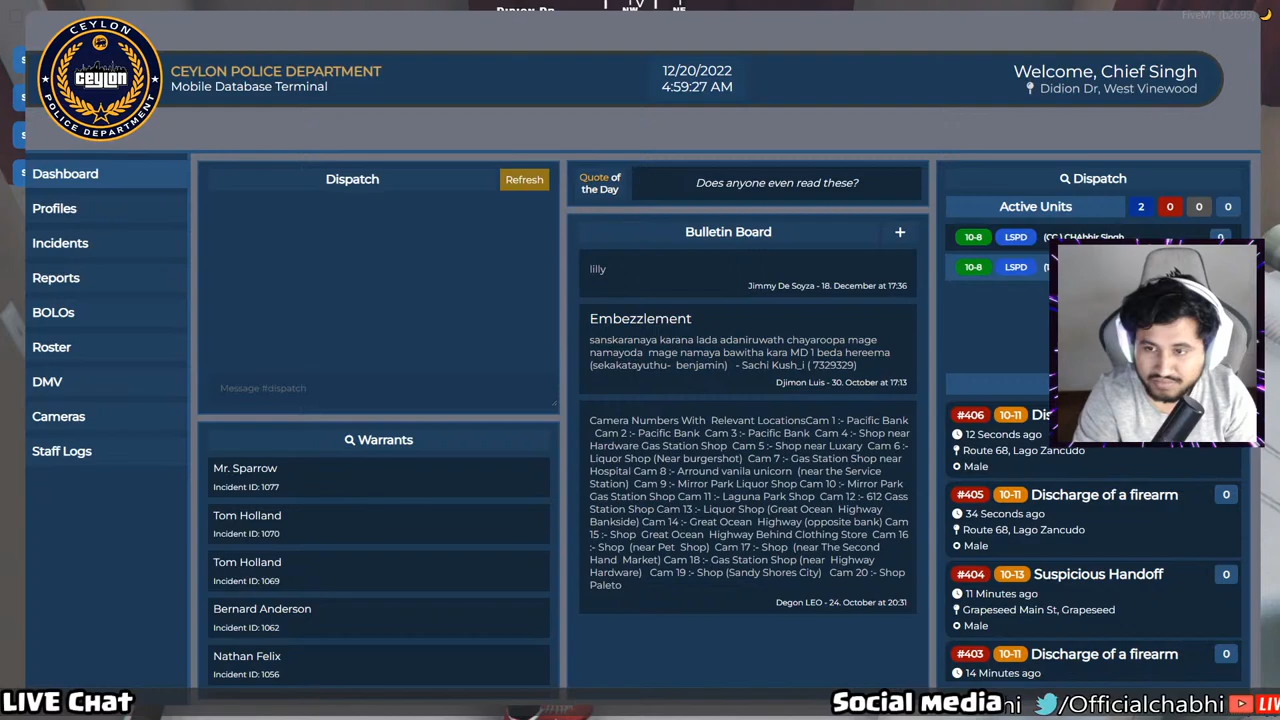 Didion Dr
NW
NE
FiveM* (b2699)
CEYLON
ceylon
POLICE DEPARTMENT
CEYLON POLICE DEPARTMENT
Mobile Database Terminal
12/20/2022
4:59:27 AM
Welcome, Chief Singh
Didion Dr, West Vinewood
Dashboard
Profiles
Incidents
Reports
BOLOs
Roster
DMV
Cameras
Staff Logs
Dispatch
Refresh
Message #dispatch
Warrants
Mr. Sparrow
Incident ID: 1077
Tom Holland
Incident ID: 1070
Tom Holland
Incident ID: 1069
Bernard Anderson
Incident ID: 1062
Nathan Felix
Incident ID: 1056
Quote of
the Day
Does anyone even read these?
Bulletin Board +
lilly
Jimmy De Soyza - 18. December at 17:36
Embezzlement
sanskaranaya karana lada adaniruwath chayaroopa mage
namayoda mage namaya bawitha kara MD 1 beda hereema
(sekakatayuthu- benjamin) - Sachi Kush_i ( 7329329)
Djimon Luis - 30. October at 17:13
Camera Numbers With Relevant LocationsCam 1 :- Pacific Bank
Cam 2 :- Pacific Bank Cam 3 :- Pacific Bank Cam 4 :- Shop near
Hardware Gas Station Shop Cam 5 :- Shop near Luxary Cam 6 :-
Liquor Shop (Near burgershot) Cam 7 :- Gas Station Shop near
Hospital Cam 8 :- Arround vanila unicorn (near the Service
Station) Cam 9 :- Mirror Park Liquor Shop Cam 10 :- Mirror Park
Gas Station Shop Cam 11 :- Laguna Park Shop Cam 12 :- 612 Gass
Station Shop Cam 13 :- Liquor Shop (Great Ocean Highway
Bankside) Cam 14 :- Great Ocean Highway (opposite bank) Cam
15 :- Shop Great Ocean Highway Behind Clothing Store Cam 16
:- Shop (near Pet Shop) Cam 17 :- Shop (near The Second
Hand Market) Cam 18 :- Gas Station Shop (near Highway
Hardware) Cam 19 :- Shop (Sandy Shores City) Cam 20 :- Shop
Paleto
Degon LEO - 24. October at 20:31
Dispatch
Active Units 2 0 0 0
10-8 LSPD (CC) CHAbhir Singh 0
10-8 LSPD
#406 10-11
12 Seconds ago
Route 68, Lago Zancudo
Male
#405 10-11 Discharge of a firearm 0
34 Seconds ago
Route 68, Lago Zancudo
Male
#404 10-13 Suspicious Handoff 0
11 Minutes ago
Grapeseed Main St, Grapeseed
Male
#403 10-11 Discharge of a firearm 0
14 Minutes ago
LIVE Chat
Social Media
/Officialchabhi